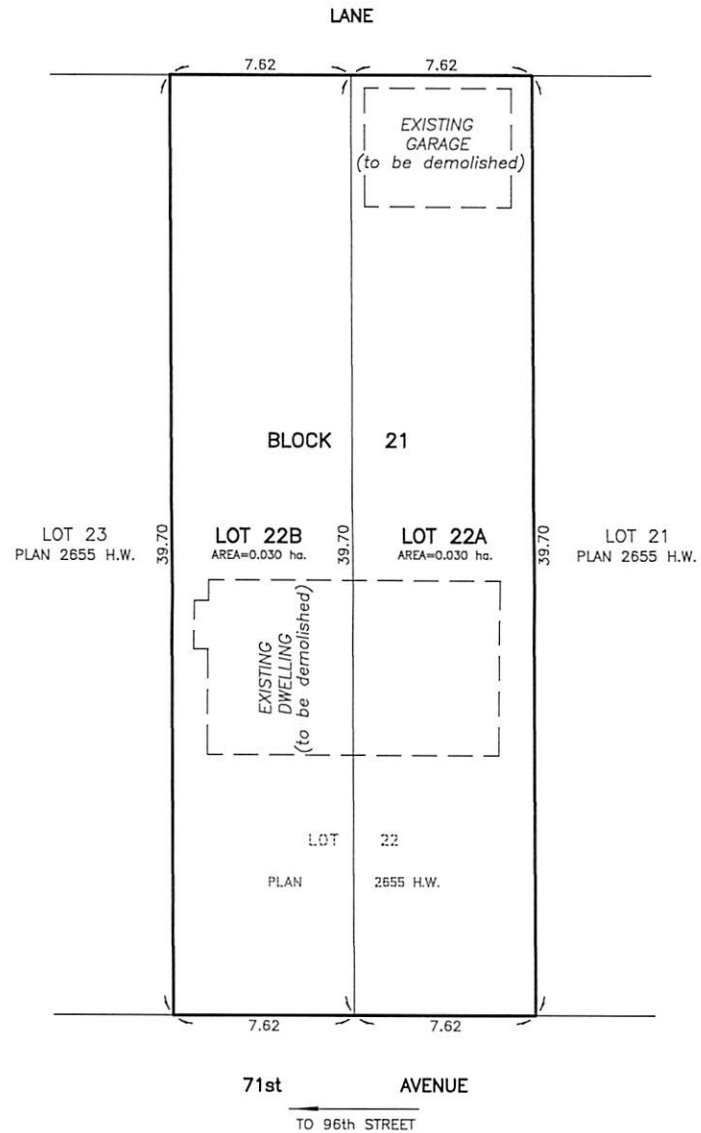 LANE
7.62 7.62
EXISTING
GARAGE
(to be demolished)
BLOCK 21
LOT 23
PLAN 2655 H.W.
39.70
LOT 22B
AREA=0.030 ha.
39.70
LOT 22A
AREA=0.030 ha.
39.70
LOT 21
PLAN 2655 H.W.
EXISTING
DWELLING
(to be demolished)
LOT 22
PLAN 2655 H.W.
7.62 7.62
71st AVENUE
TO 96th STREET